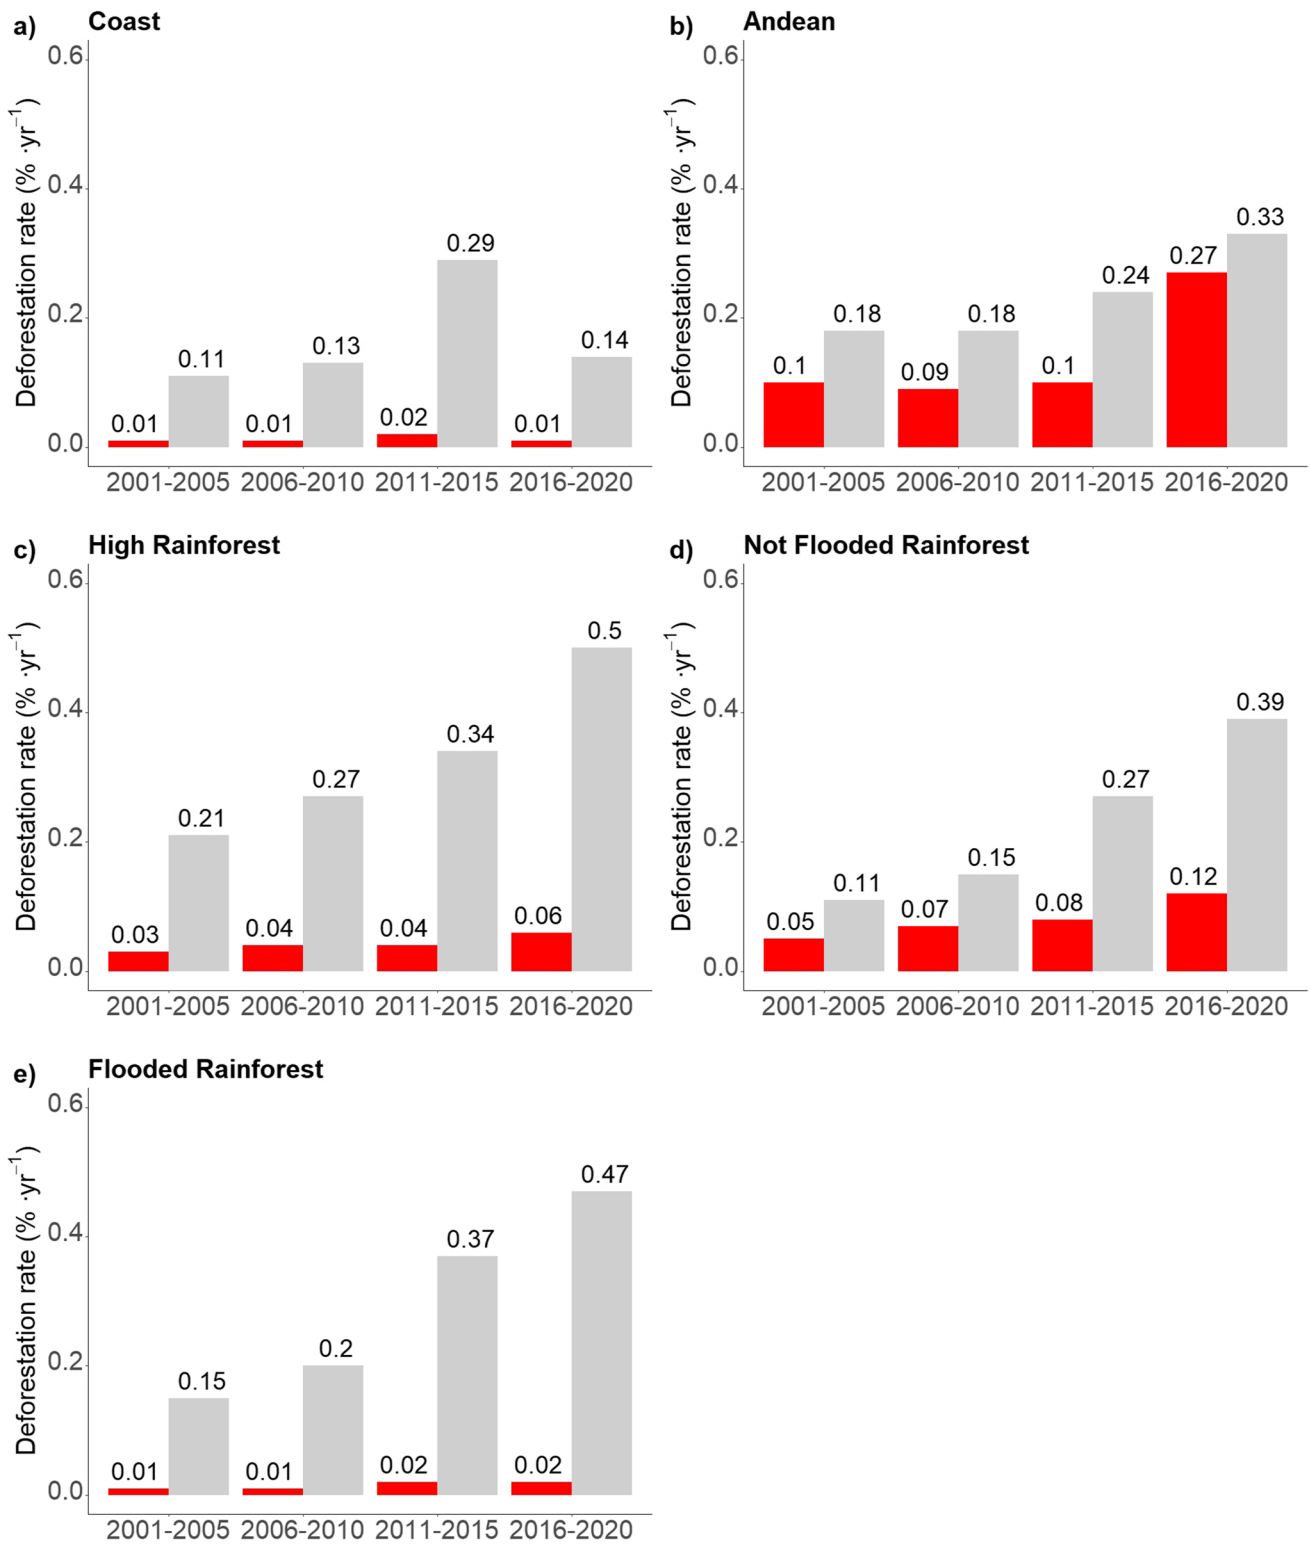 a) Coast
Deforestation rate (% ·yr⁻¹)
0.6
0.4
0.2
0.0
0.01 0.11 0.01 0.13 0.02 0.29 0.01 0.14
2001-2005 2006-2010 2011-2015 2016-2020
b) Andean
Deforestation rate (% ·yr⁻¹)
0.6
0.4
0.2
0.0
0.1 0.18 0.09 0.18 0.1 0.24 0.27 0.33
2001-2005 2006-2010 2011-2015 2016-2020
c) High Rainforest
Deforestation rate (% ·yr⁻¹)
0.6
0.4
0.2
0.0
0.03 0.21 0.04 0.27 0.04 0.34 0.06 0.5
2001-2005 2006-2010 2011-2015 2016-2020
d) Not Flooded Rainforest
Deforestation rate (% ·yr⁻¹)
0.6
0.4
0.2
0.0
0.05 0.11 0.07 0.15 0.08 0.27 0.12 0.39
2001-2005 2006-2010 2011-2015 2016-2020
e) Flooded Rainforest
Deforestation rate (% ·yr⁻¹)
0.6
0.4
0.2
0.0
0.01 0.15 0.01 0.2 0.02 0.37 0.02 0.47
2001-2005 2006-2010 2011-2015 2016-2020